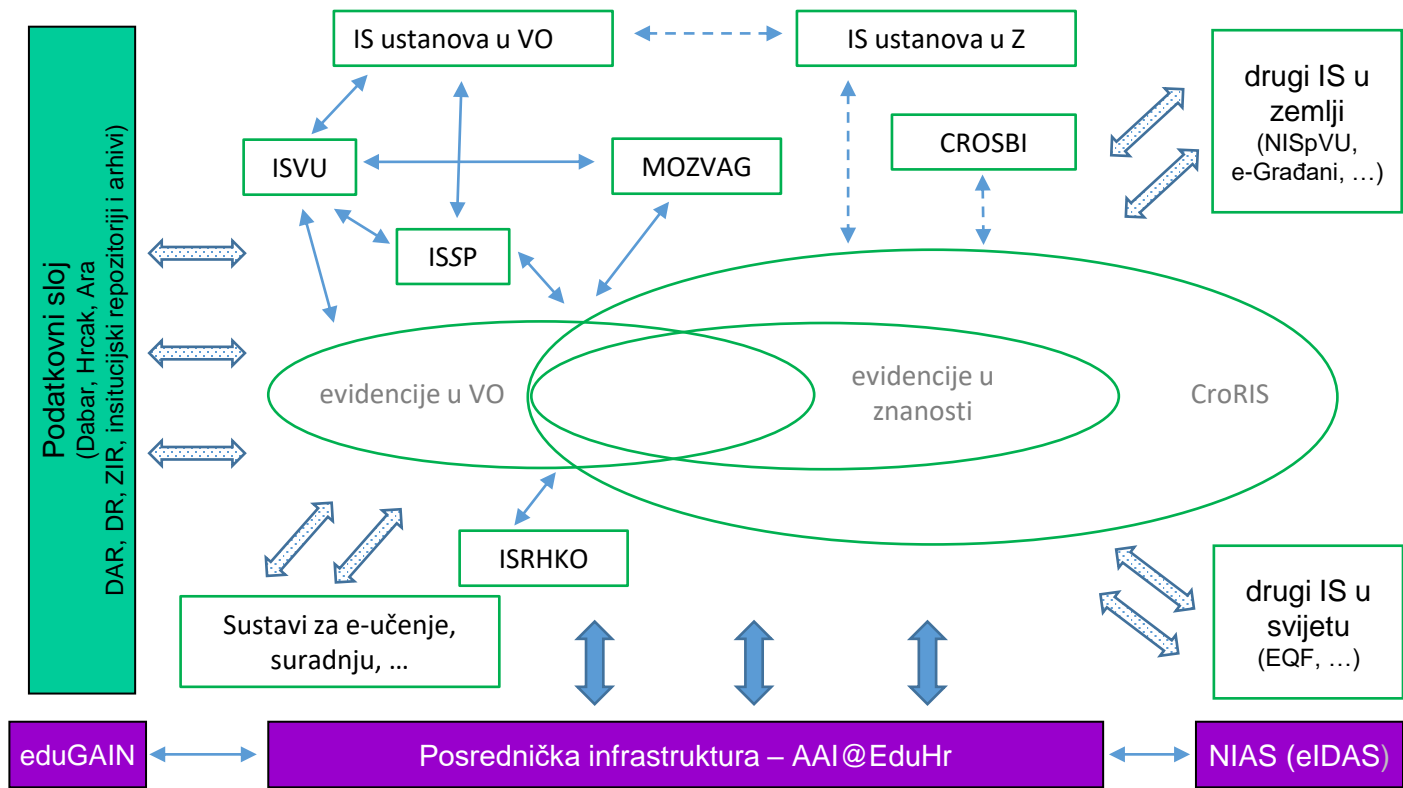 IS ustanova u VO
IS ustanova u Z
drugi IS u
zemlji
(NISpVU,
e-Građani, …)
ISVU
MOZVAG
CROSBI
ISSP
Podatkovni sloj
(Dabar, Hrcak, Ara
DAR, DR, ZIR, insitucijski repozitoriji i arhivi)
evidencije u VO
evidencije u
znanosti
CroRIS
ISRHKO
Sustavi za e-učenje,
suradnju, …
drugi IS u
svijetu
(EQF, …)
eduGAIN
Posrednička infrastruktura – AAI@EduHr
NIAS (eIDAS)